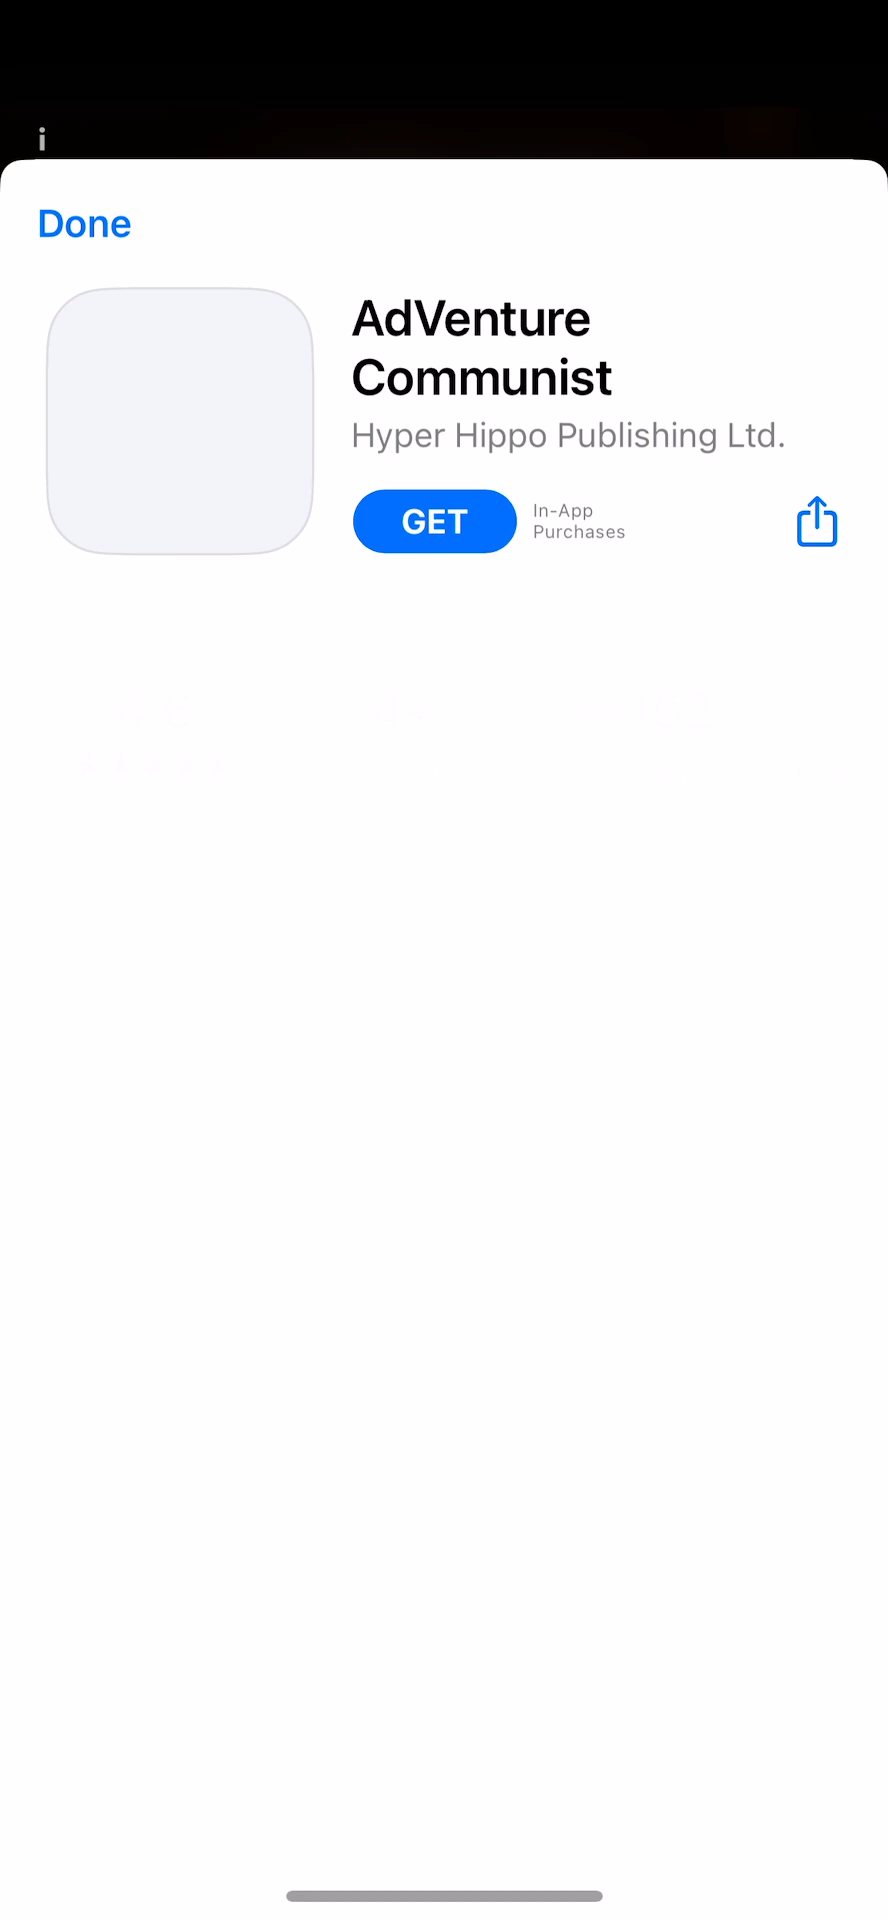 i
Done
AdVenture
Communist
Hyper Hippo Publishing Ltd.
GET
In-App
Purchases